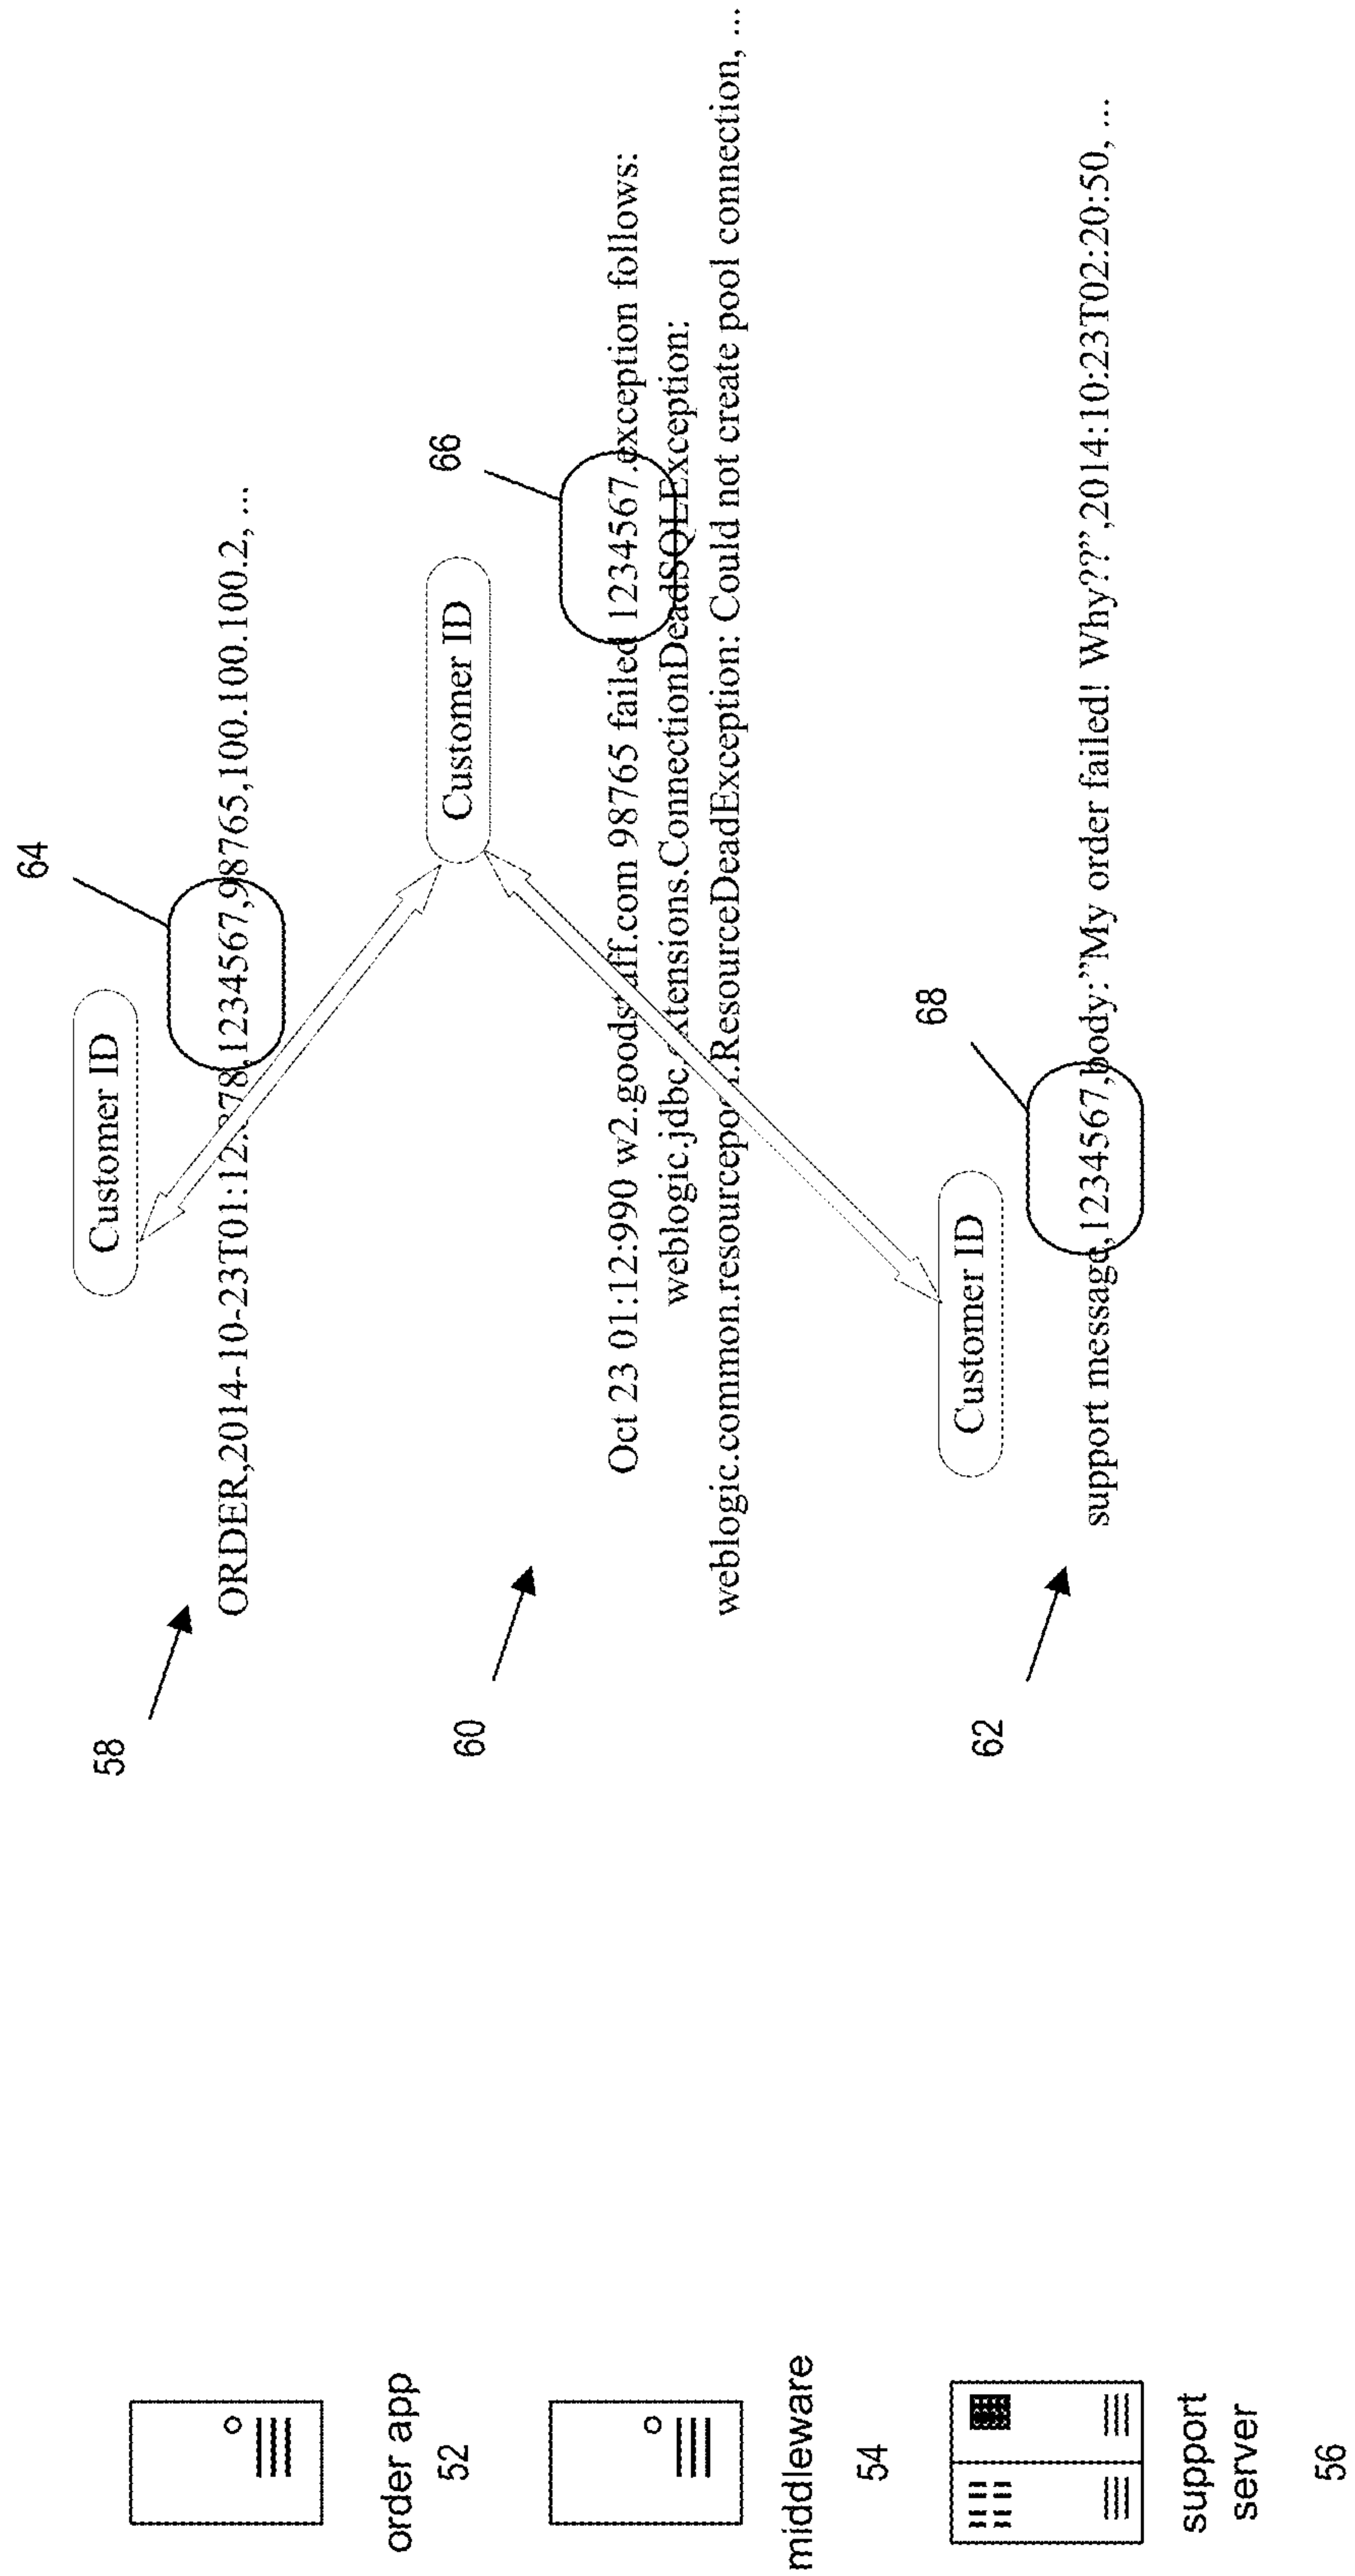 64
Customer ID
58
ORDER,2014-10-23T01:12:878,1234567,98765,100.100.100.2, ...
order app
52
66
Customer ID
60
Oct 23 01:12:990 w2.goodstuff.com 98765 failed 1234567.exception follows:
weblogic.jdbc.extensions.ConnectionDeadSQLException:
weblogic.common.resourcepool.ResourceDeadException: Could not create pool connection, ...
middleware
54
68
Customer ID
62
support message,1234567,body:”My order failed! Why??”,2014:10:23T02:20:50, ...
support
server
56